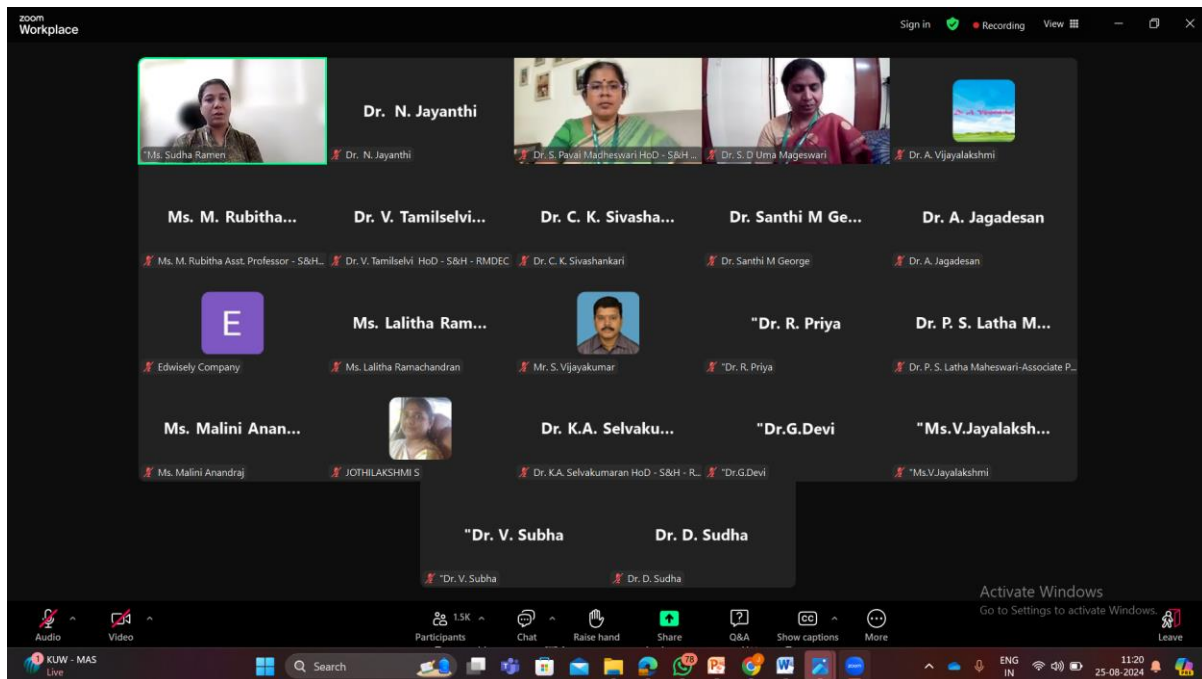 zoom
Workplace
Sign in
Recording
View
"Ms. Sudha Ramen
Dr. N. Jayanthi
Dr. N. Jayanthi
Dr. S. Pavai Madheswari HoD - S&H ...
Dr. S. D Uma Mageswari
Dr. A. Vijayalakshmi
Ms. M. Rubitha...
Dr. V. Tamilselvi...
Dr. C. K. Sivasha...
Dr. Santhi M Ge...
Dr. A. Jagadesan
Ms. M. Rubitha Asst. Professor - S&H...
Dr. V. Tamilselvi HoD - S&H - RMDEC
Dr. C. K. Sivashankari
Dr. Santhi M George
Dr. A. Jagadesan
E
Ms. Lalitha Ram...
"Dr. R. Priya
Dr. P. S. Latha M...
Edwisely Company
Ms. Lalitha Ramachandran
Mr. S. Vijayakumar
"Dr. R. Priya
Dr. P. S. Latha Maheswari-Associate P...
Ms. Malini Anan...
Dr. K.A. Selvaku...
"Dr.G.Devi
"Ms.V.Jayalaksh...
Ms. Malini Anandraj
JOTHILAKSHMI S
Dr. K.A. Selvakumaran HoD - S&H - R...
"Dr.G.Devi
"Ms.V.Jayalakshmi
"Dr. V. Subha
Dr. D. Sudha
"Dr. V. Subha
Dr. D. Sudha
Activate Windows
Go to Settings to activate Windows.
Audio
Video
1.5K
Participants
Chat
Raise hand
Share
Q&A
CC
Show captions
More
Leave
1
KUW - MAS
Live
Search
78
ENG
IN
11:20
25-08-2024